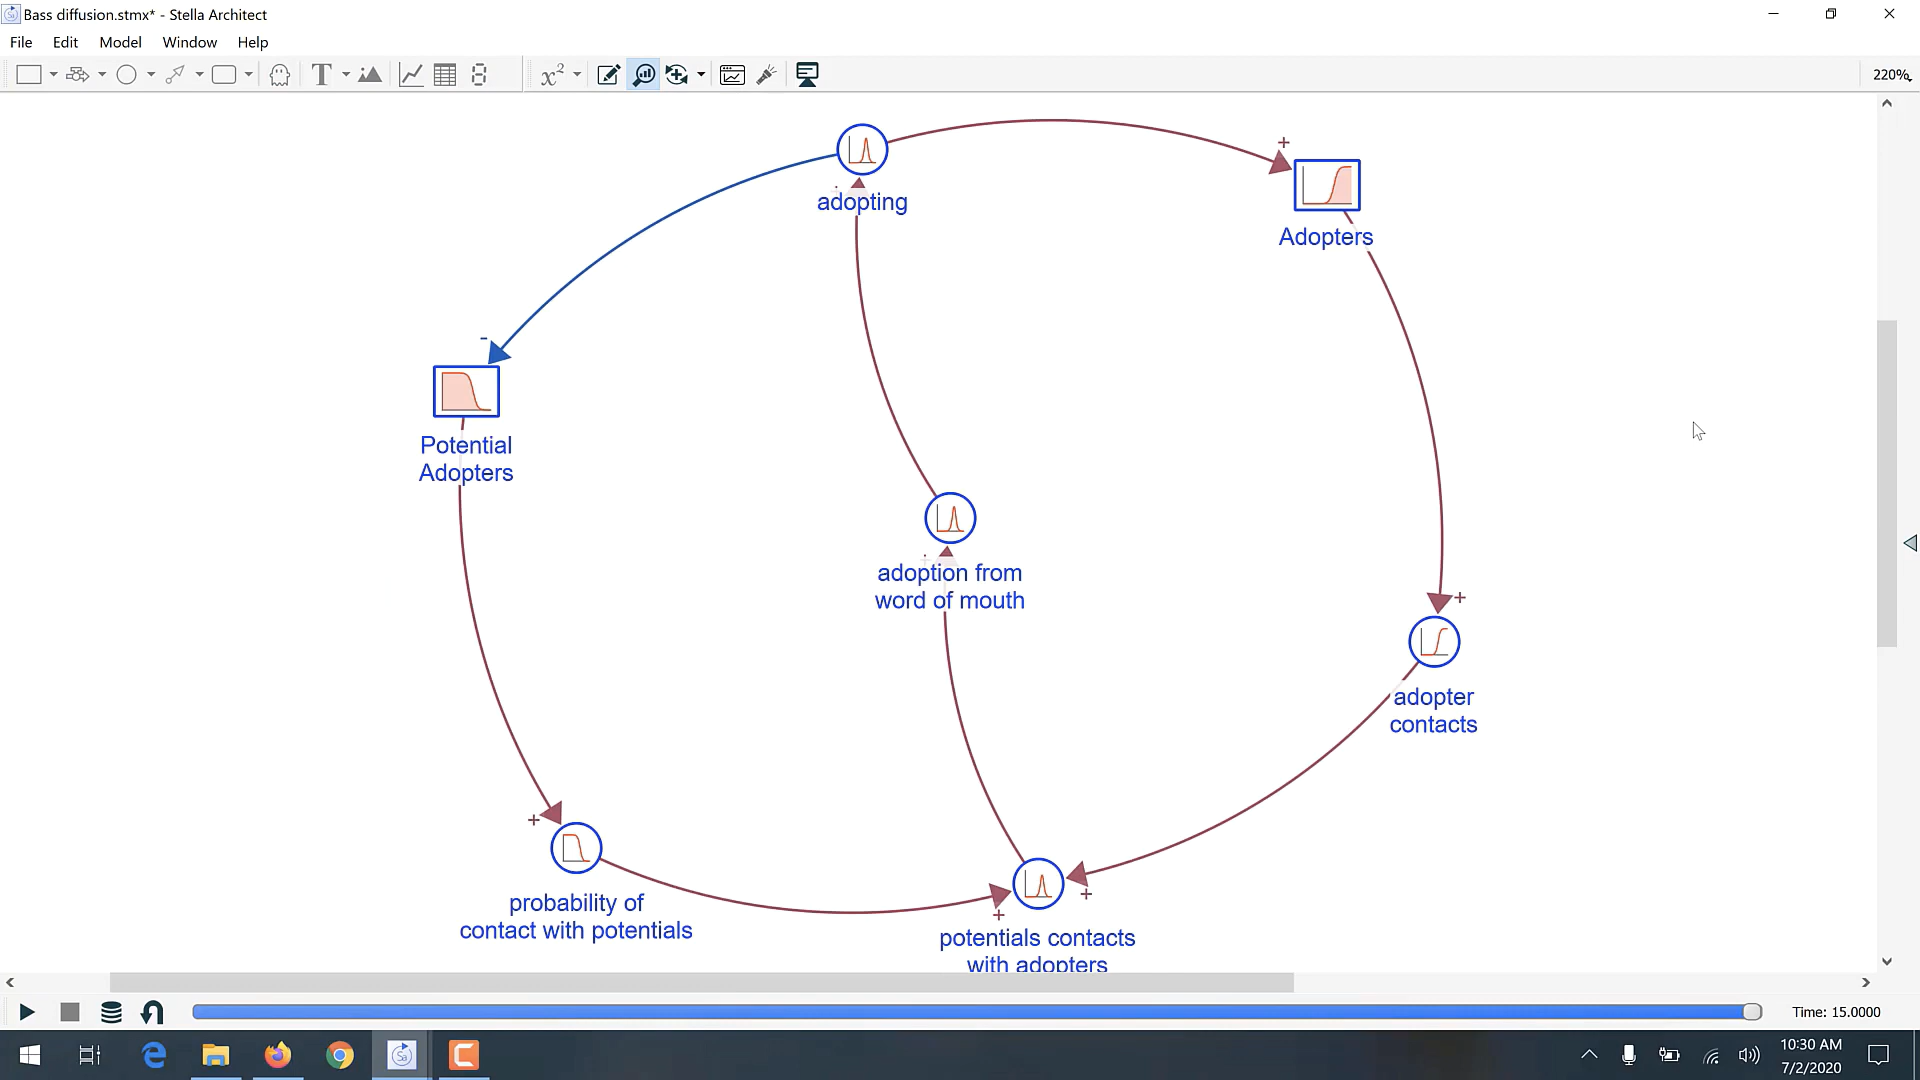 Bass diffusion.stmx* - Stella Architect
File Edit Model Window Help
T x² 220%
adopting
+
Adopters
+
-
Potential
Adopters
+
adoption from
word of mouth
+
+
adopter
contacts
+
probability of
contact with potentials
+
+
potentials contacts
with adopters
Time: 15.0000
Sa
10:30 AM
7/2/2020